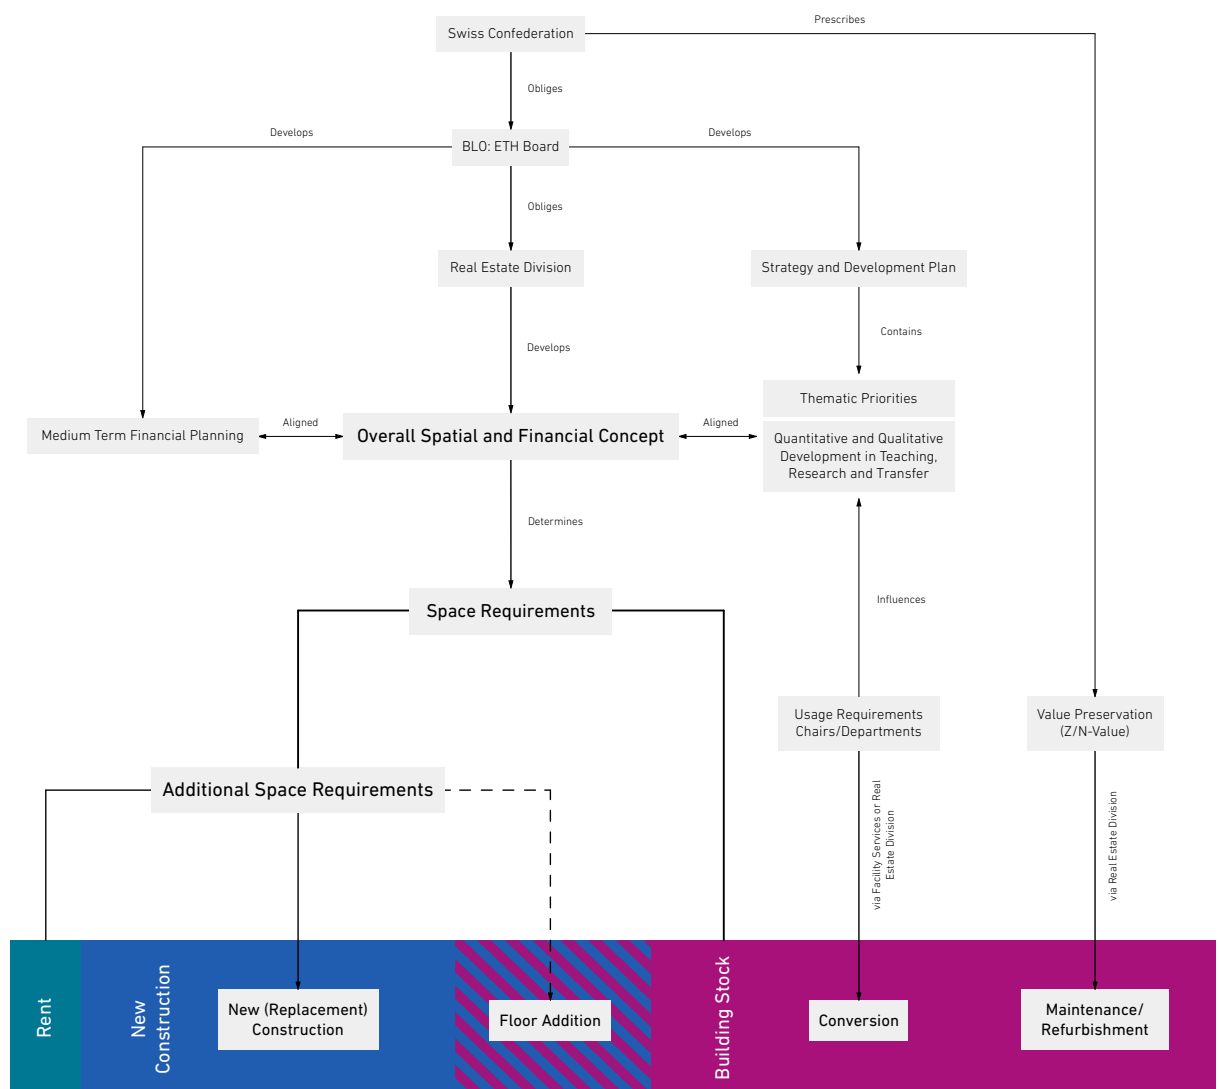 Prescribes
Swiss Confederation
Obliges
Develops
Develops
BLO: ETH Board
Obliges
Real Estate Division
Strategy and Development Plan
Contains
Develops
Thematic Priorities
Aligned
Aligned
Medium Term Financial Planning
Overall Spatial and Financial Concept
Quantitative and Qualitative
Development in Teaching,
Research and Transfer
Determines
Influences
Space Requirements
Usage Requirements
Chairs/Departments
Value Preservation
(Z/N-Value)
Additional Space Requirements
via Facility Services or Real
Estate Division
via Real Estate Division
Rent
New
Construction
New (Replacement)
Construction
Floor Addition
Building Stock
Conversion
Maintenance/
Refurbishment